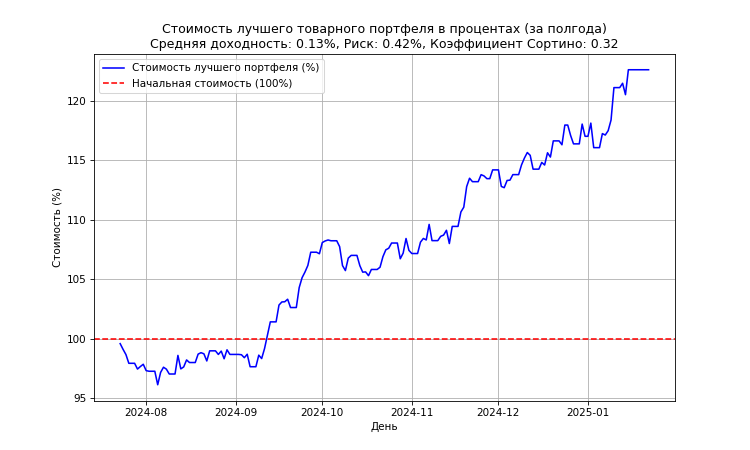 Стоимость лучшего товарного портфеля в процентах (за полгода)
Средняя доходность: 0.13%, Риск: 0.42%, Коэффициент Сортино: 0.32
Стоимость лучшего портфеля (%)
Начальная стоимость (100%)
Стоимость (%)
120
115
110
105
100
95
2024-08 2024-09 2024-10 2024-11 2024-12 2025-01
День